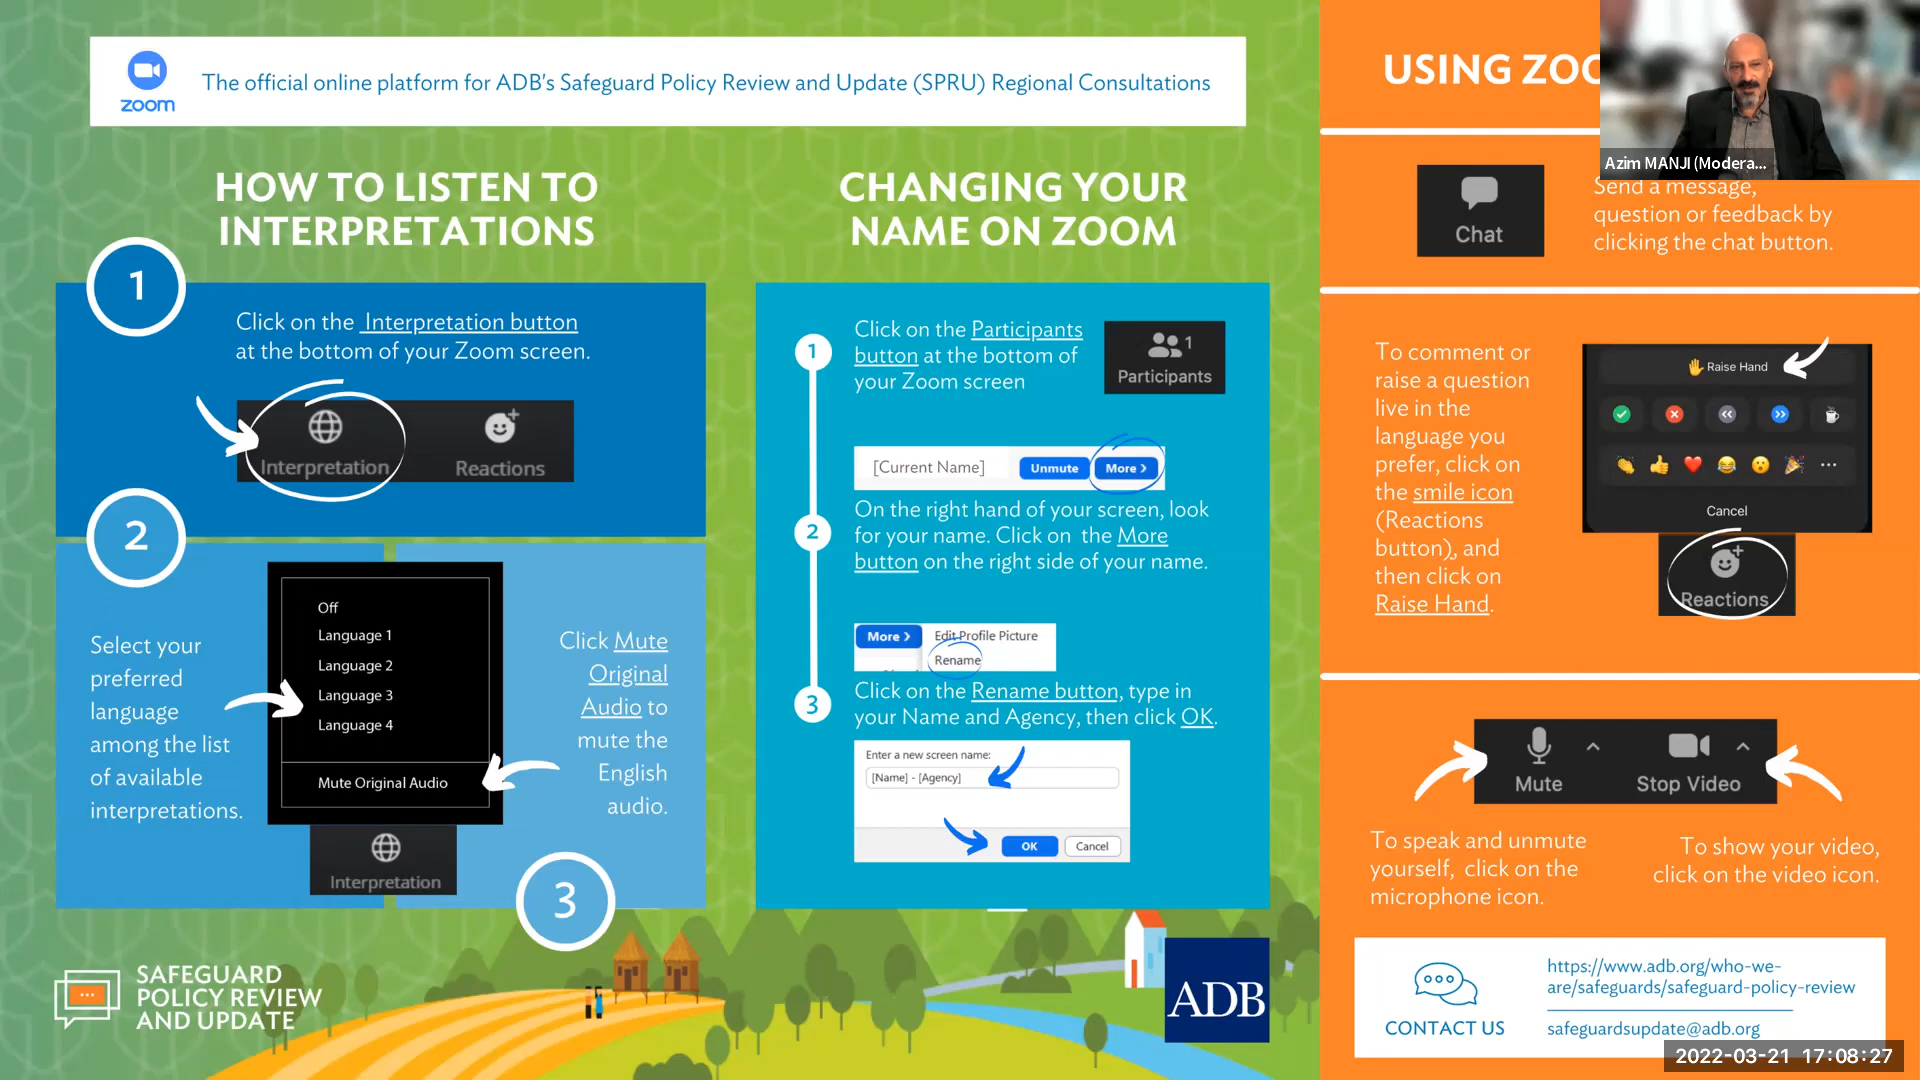 zoom
The official online platform for ADB's Safeguard Policy Review and Update (SPRU) Regional Consultations
HOW TO LISTEN TO
INTERPRETATIONS
1
Click on the Interpretation button
at the bottom of your Zoom screen.
Interpretation
Reactions
2
Select your
preferred
language
among the list
of available
interpretations.
Off
Language 1
Language 2
Language 3
Language 4
Mute Original Audio
Interpretation
Click Mute
Original
Audio to
mute the
English
audio.
3
SAFEGUARD
POLICY REVIEW
AND UPDATE
CHANGING YOUR
NAME ON ZOOM
1
Click on the Participants
button at the bottom of
your Zoom screen
1
Participants
[Current Name]
Unmute
More >
2
On the right hand of your screen, look
for your name. Click on the More
button on the right side of your name.
More >
Edit Profile Picture
Rename
3
Click on the Rename button, type in
your Name and Agency, then click OK.
Enter a new screen name:
[Name] - [Agency]
OK
Cancel
ADB
USING
Azim MANJI (Modera...
Chat
Send a message,
question or feedback by
clicking the chat button.
To comment or
raise a question
live in the
language you
prefer, click on
the smile icon
(Reactions
button), and
then click on
Raise Hand.
Raise Hand
Cancel
Reactions
Mute
Stop Video
To speak and unmute
yourself, click on the
microphone icon.
To show your video,
click on the video icon.
CONTACT US
https://www.adb.org/who-we-
are/safeguards/safeguard-policy-review
safeguardsupdate@adb.org
2022-03-21 17:08:27